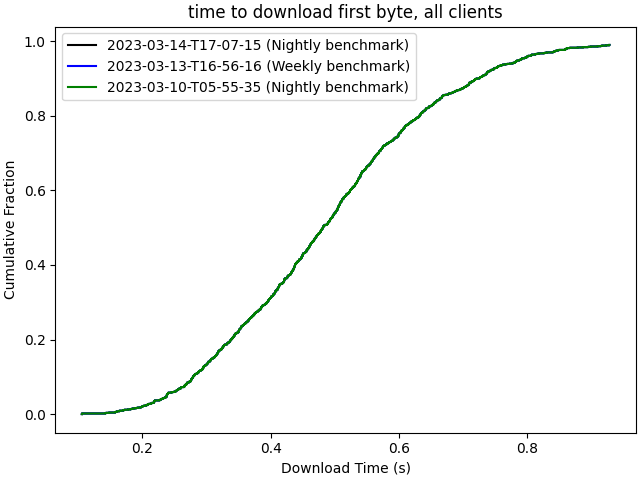 time to download first byte, all clients
2023-03-14-T17-07-15 (Nightly benchmark)
2023-03-13-T16-56-16 (Weekly benchmark)
2023-03-10-T05-55-35 (Nightly benchmark)
Cumulative Fraction
1.0
0.8
0.6
0.4
0.2
0.0
0.2 0.4 0.6 0.8
Download Time (s)